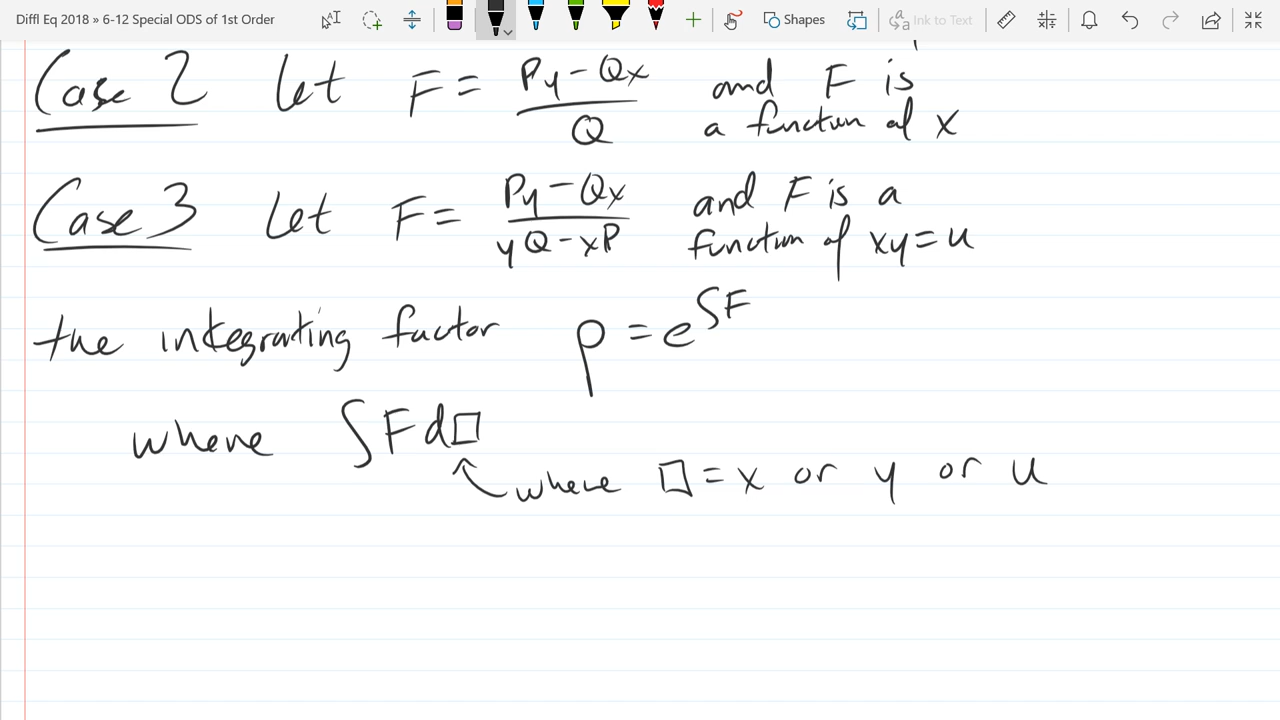 Diffl Eq 2018 » 6-12 Special ODS of 1st Order
Shapes
Ink to Text
Case 2 Let F = (Py - Qx)/Q and F is
a function of x
Case 3 Let F = (Py - Qx)/(yQ - xP) and F is a
function of xy = u
the integrating factor ρ = e^∫F
where ∫F d□
where □ = x or y or u